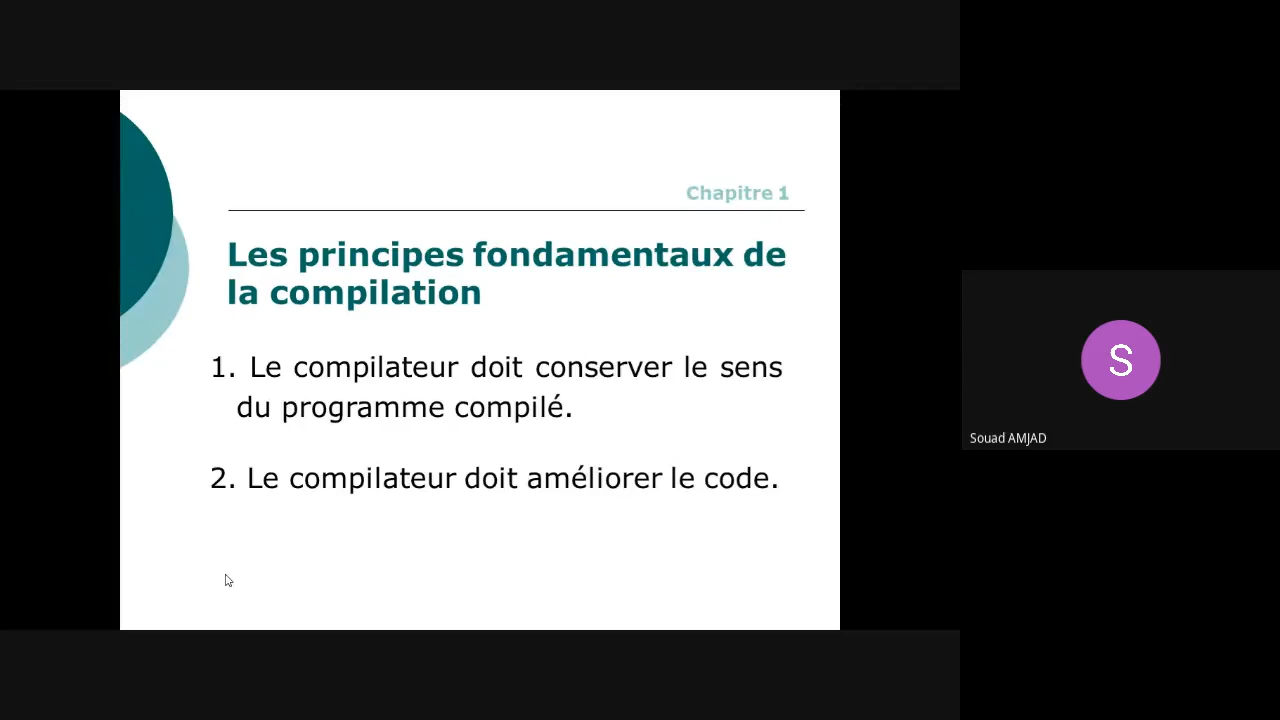 Chapitre 1
Les principes fondamentaux de
la compilation
1. Le compilateur doit conserver le sens
du programme compilé.
2. Le compilateur doit améliorer le code.
S
Souad AMJAD